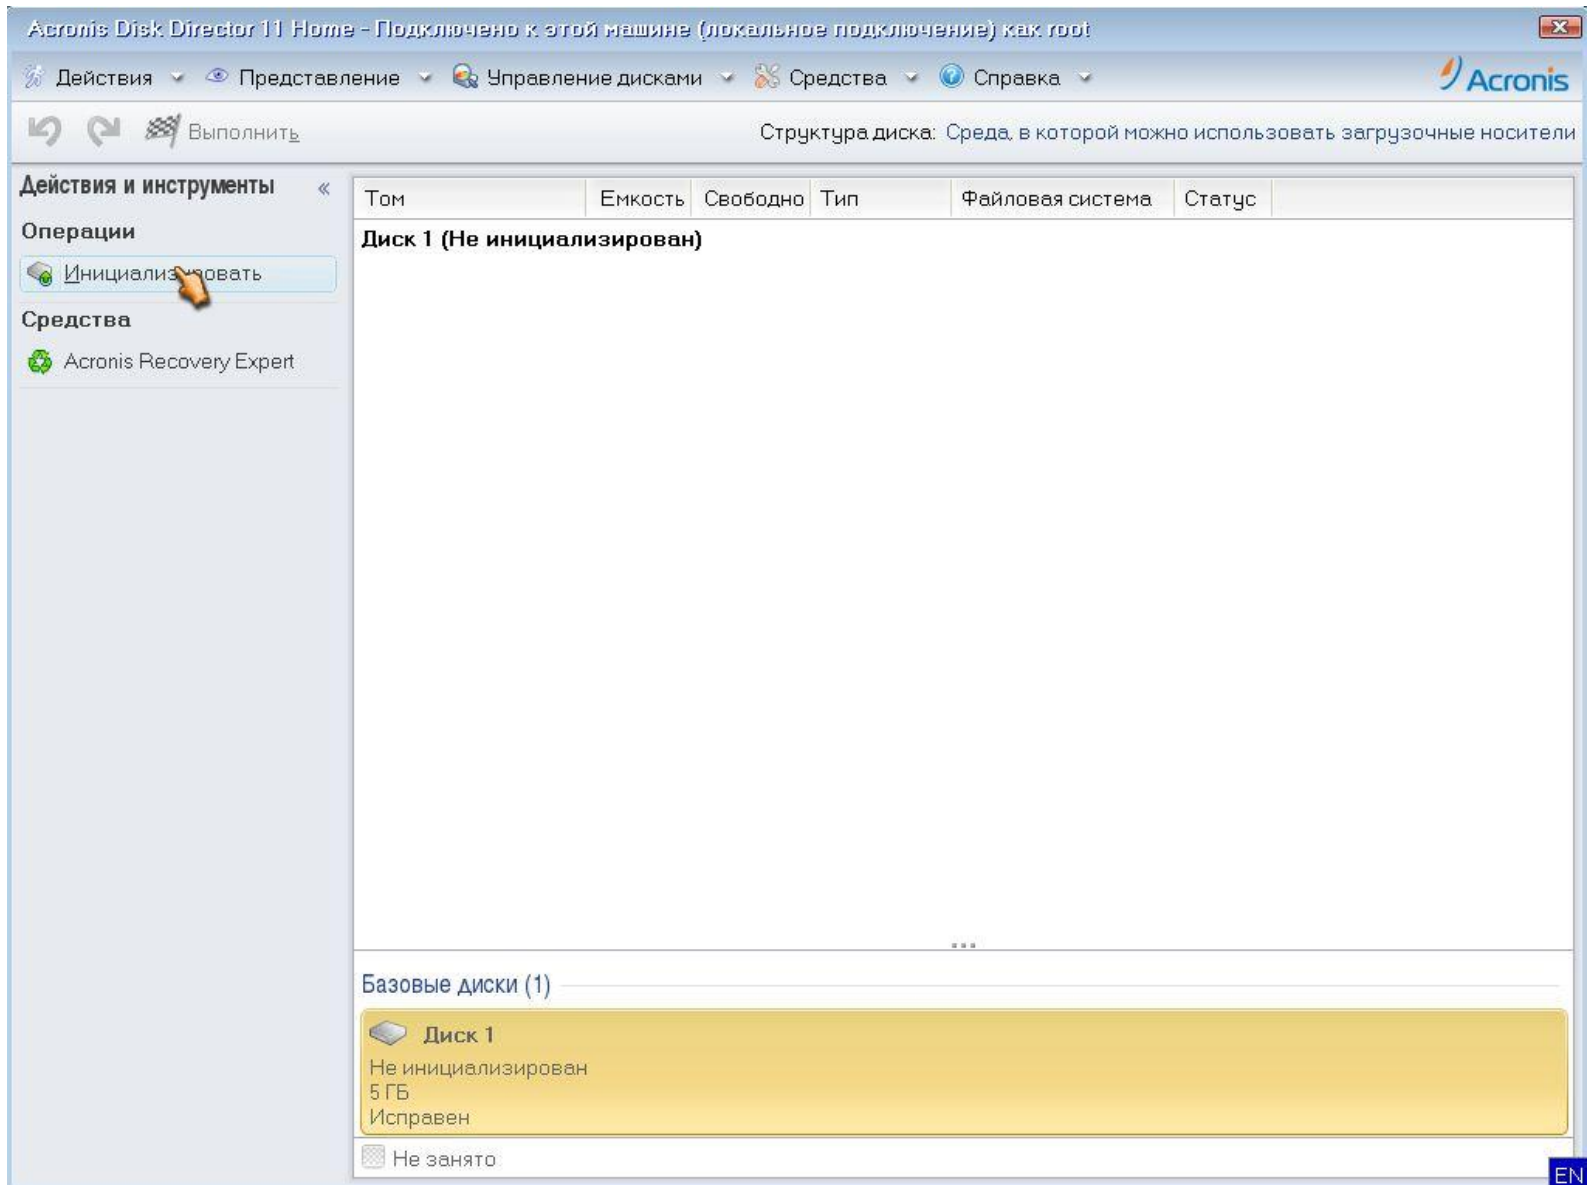 Acronis Disk Director 11 Home - Подключено к этой машине (локальное подключение) как root
Действия Представление Управление дисками Средства Справка Acronis
Выполнить Структура диска: Среда, в которой можно использовать загрузочные носители
Действия и инструменты «
Операции
Инициализировать
Средства
Acronis Recovery Expert
Том Емкость Свободно Тип Файловая система Статус
Диск 1 (Не инициализирован)
Базовые диски (1)
Диск 1
Не инициализирован
5 ГБ
Исправен
Не занято
EN